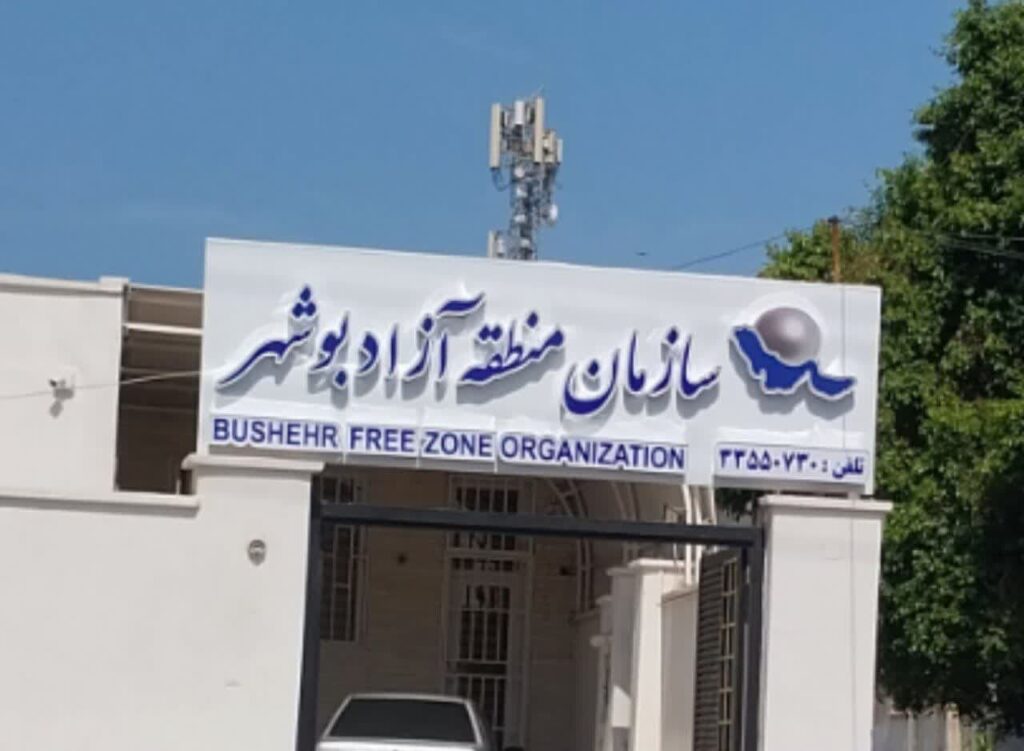 سازمان منطقه آزاد بوشهر
BUSHEHR FREE ZONE ORGANIZATION
تلفن : ۳۳۵۵۰۷۳۰